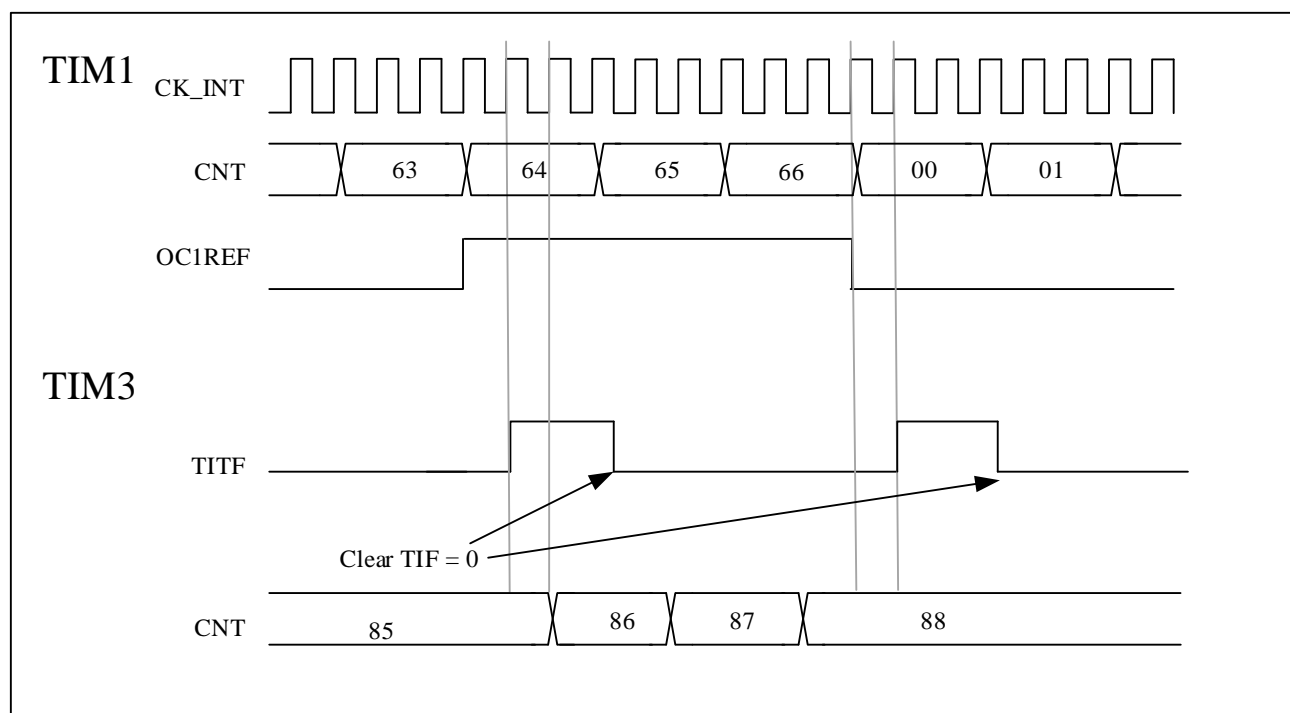 TIM1
CK_INT
CNT
63
64
65
66
00
01
OC1REF
TIM3
TITF
Clear TIF = 0
CNT
85
86
87
88